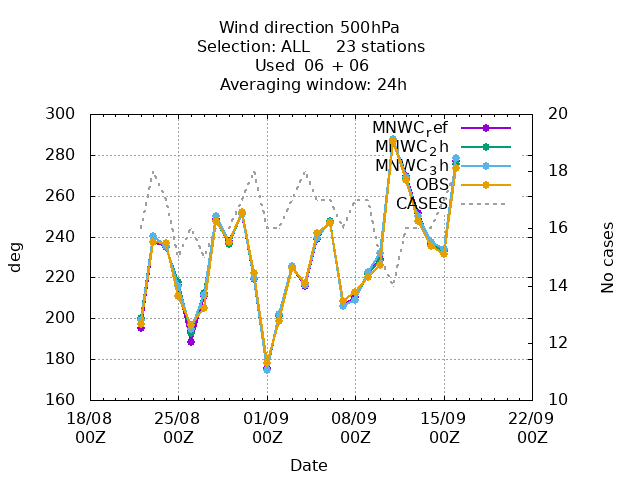 Wind direction 500hPa
Selection: ALL 23 stations
Used 06 + 06
Averaging window: 24h
300
280
260
240
220
200
180
160
deg
20
18
16
14
12
10
No cases
MNWC_ref
MNWC_2h
MNWC_3h
OBS
CASES
18/08 25/08 01/09 08/09 15/09 22/09
00Z 00Z 00Z 00Z 00Z 00Z
Date